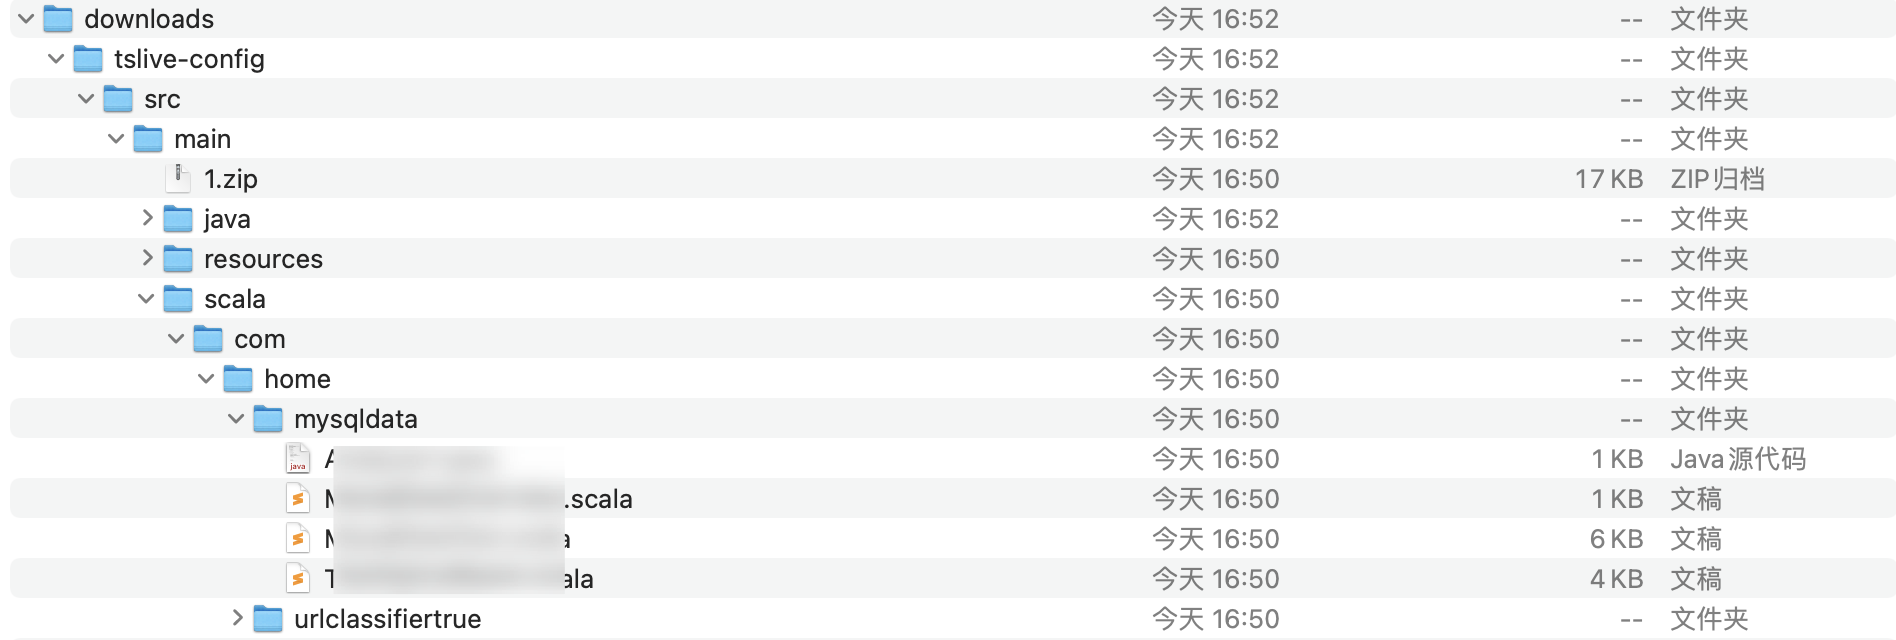 downloads 今天 16:52 -- 文件夹
tslive-config 今天 16:52 -- 文件夹
src 今天 16:52 -- 文件夹
main 今天 16:52 -- 文件夹
1.zip 今天 16:50 17 KB ZIP归档
java 今天 16:52 -- 文件夹
resources 今天 16:50 -- 文件夹
scala 今天 16:50 -- 文件夹
com 今天 16:50 -- 文件夹
home 今天 16:50 -- 文件夹
mysqldata 今天 16:50 -- 文件夹
java 今天 16:50 1 KB Java源代码
.scala 今天 16:50 1 KB 文稿
今天 16:50 6 KB 文稿
今天 16:50 4 KB 文稿
urlclassifiertrue 今天 16:50 -- 文件夹